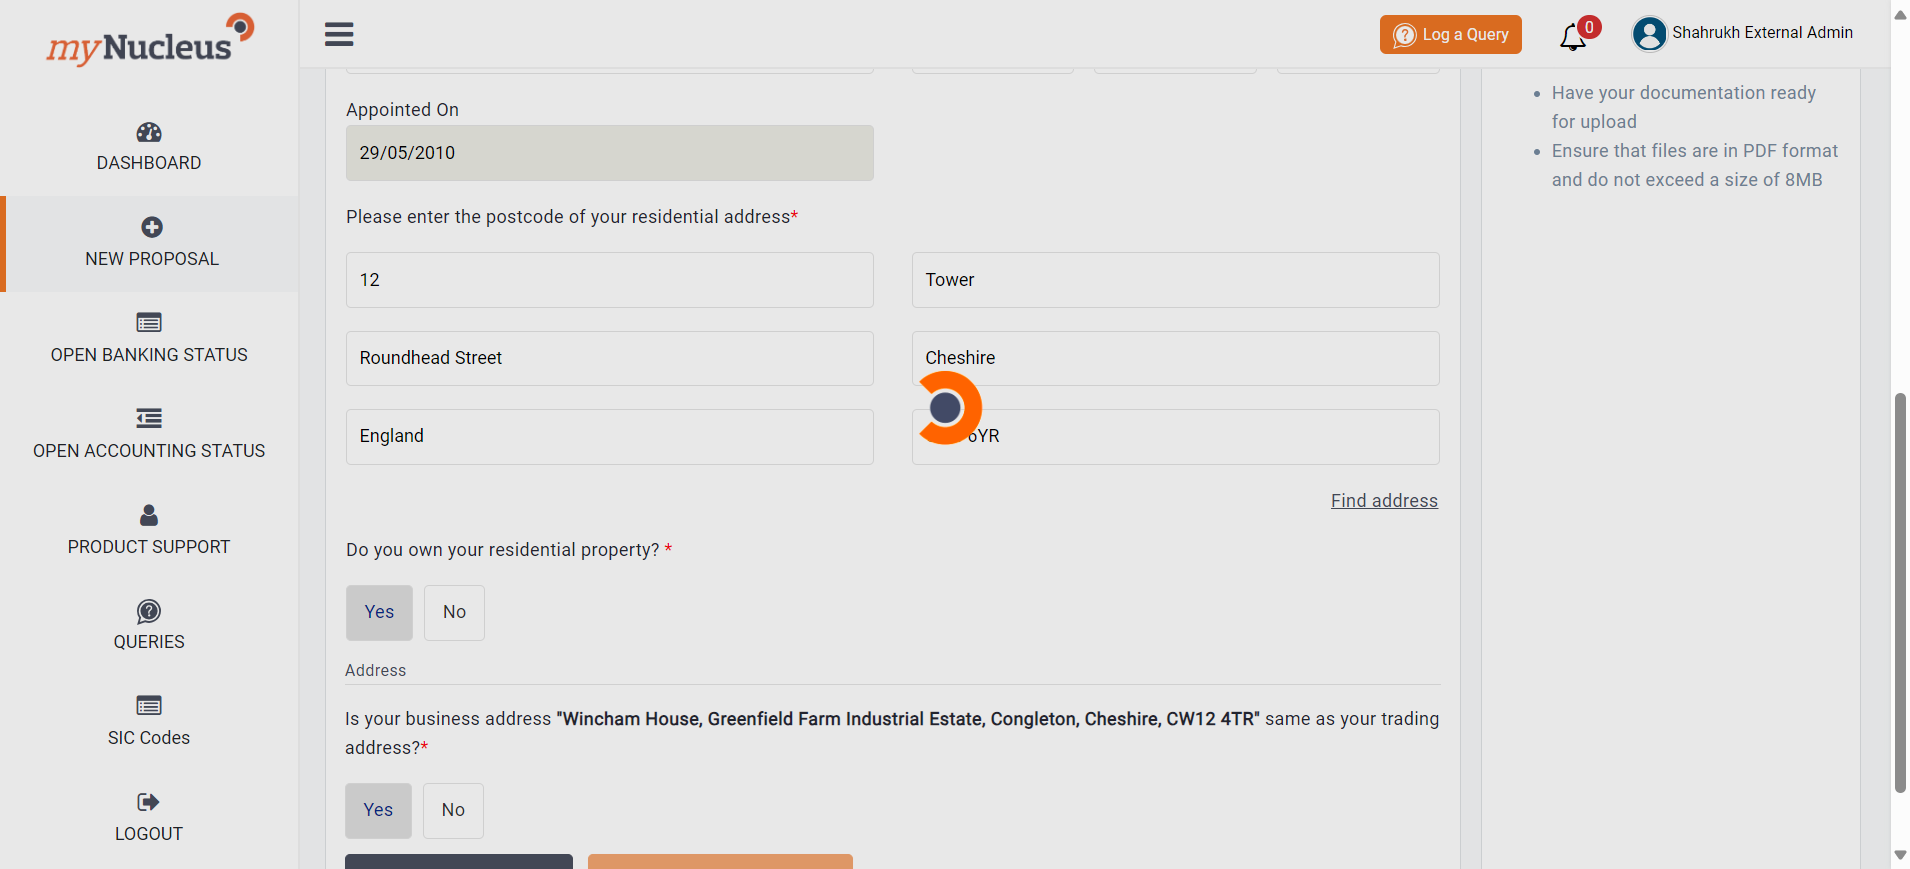 myNucleus
Log a Query
0
Shahrukh External Admin
DASHBOARD
NEW PROPOSAL
OPEN BANKING STATUS
OPEN ACCOUNTING STATUS
PRODUCT SUPPORT
QUERIES
SIC Codes
LOGOUT
Appointed On
29/05/2010
Please enter the postcode of your residential address*
12
Tower
Roundhead Street
Cheshire
England
6YR
Find address
Do you own your residential property? *
Yes
No
Address
Is your business address "Wincham House, Greenfield Farm Industrial Estate, Congleton, Cheshire, CW12 4TR" same as your trading
address?*
Yes
No
• Have your documentation ready
for upload
• Ensure that files are in PDF format
and do not exceed a size of 8MB